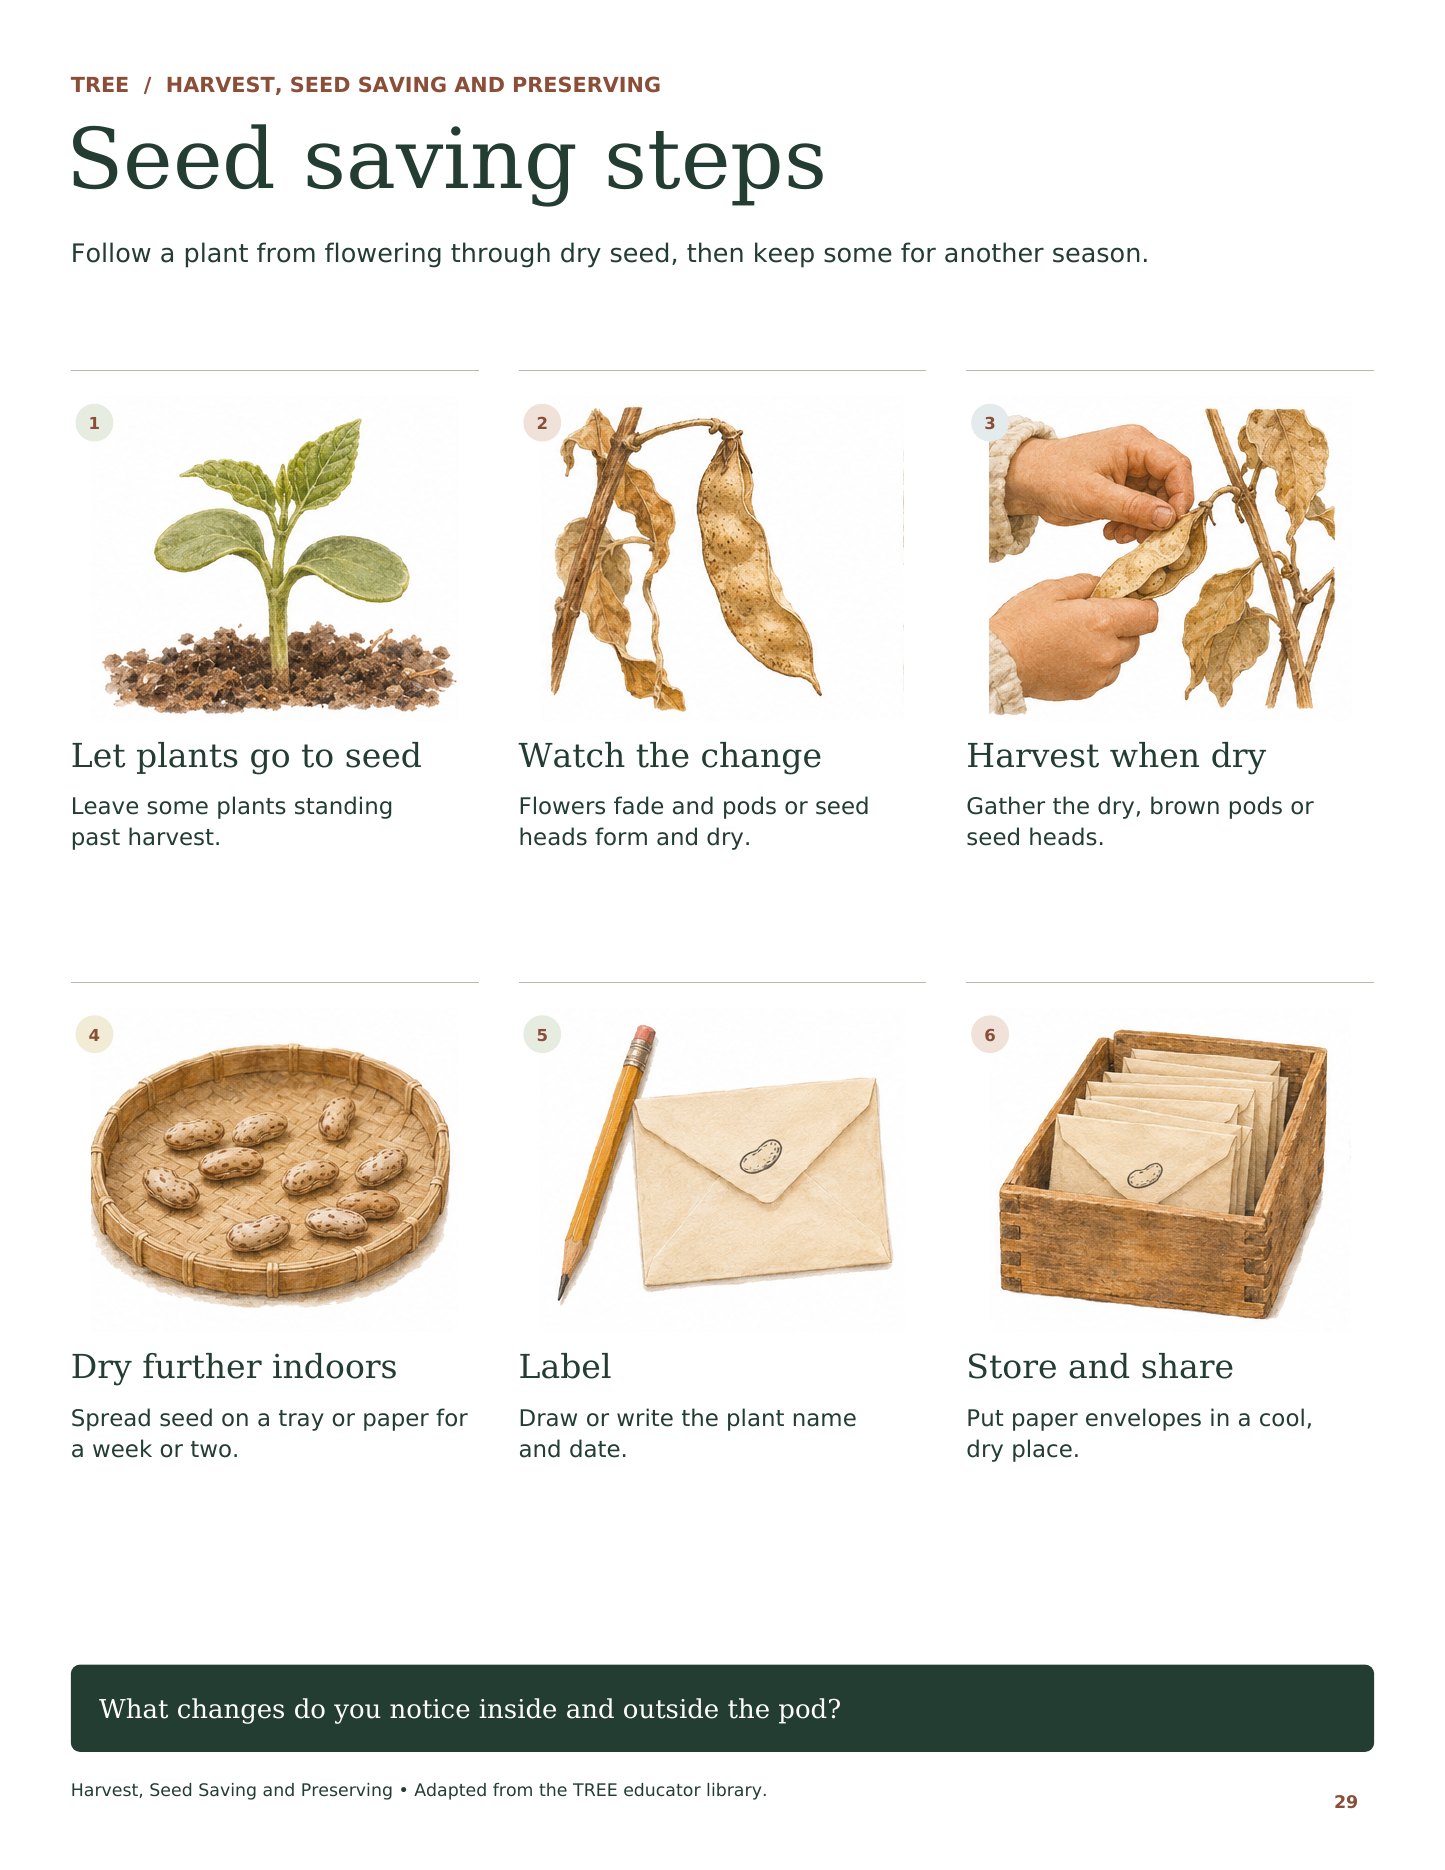 TREE / HARVEST, SEED SAVING AND PRESERVING
Seed saving steps
Follow a plant from flowering through dry seed, then keep some for another season.
1
Let plants go to seed
Leave some plants standing
past harvest.
2
Watch the change
Flowers fade and pods or seed
heads form and dry.
3
Harvest when dry
Gather the dry, brown pods or
seed heads.
4
Dry further indoors
Spread seed on a tray or paper for
a week or two.
5
Label
Draw or write the plant name
and date.
6
Store and share
Put paper envelopes in a cool,
dry place.
What changes do you notice inside and outside the pod?
Harvest, Seed Saving and Preserving • Adapted from the TREE educator library.
29